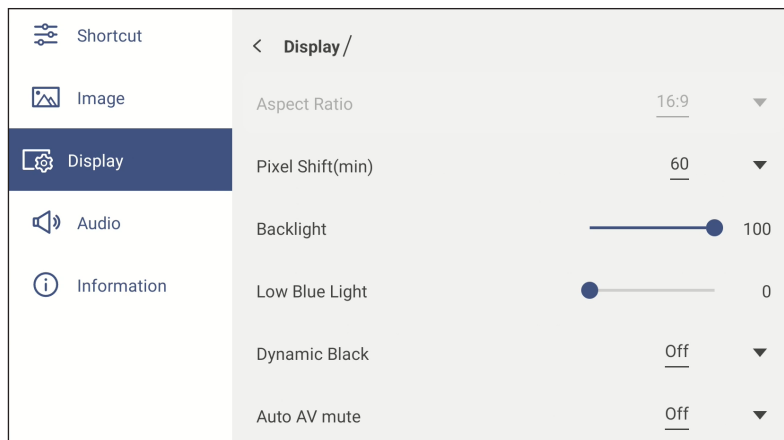 Shortcut
Image
Display
Audio
Information
Display /
Aspect Ratio 16:9
Pixel Shift(min) 60
Backlight 100
Low Blue Light 0
Dynamic Black Off
Auto AV mute Off